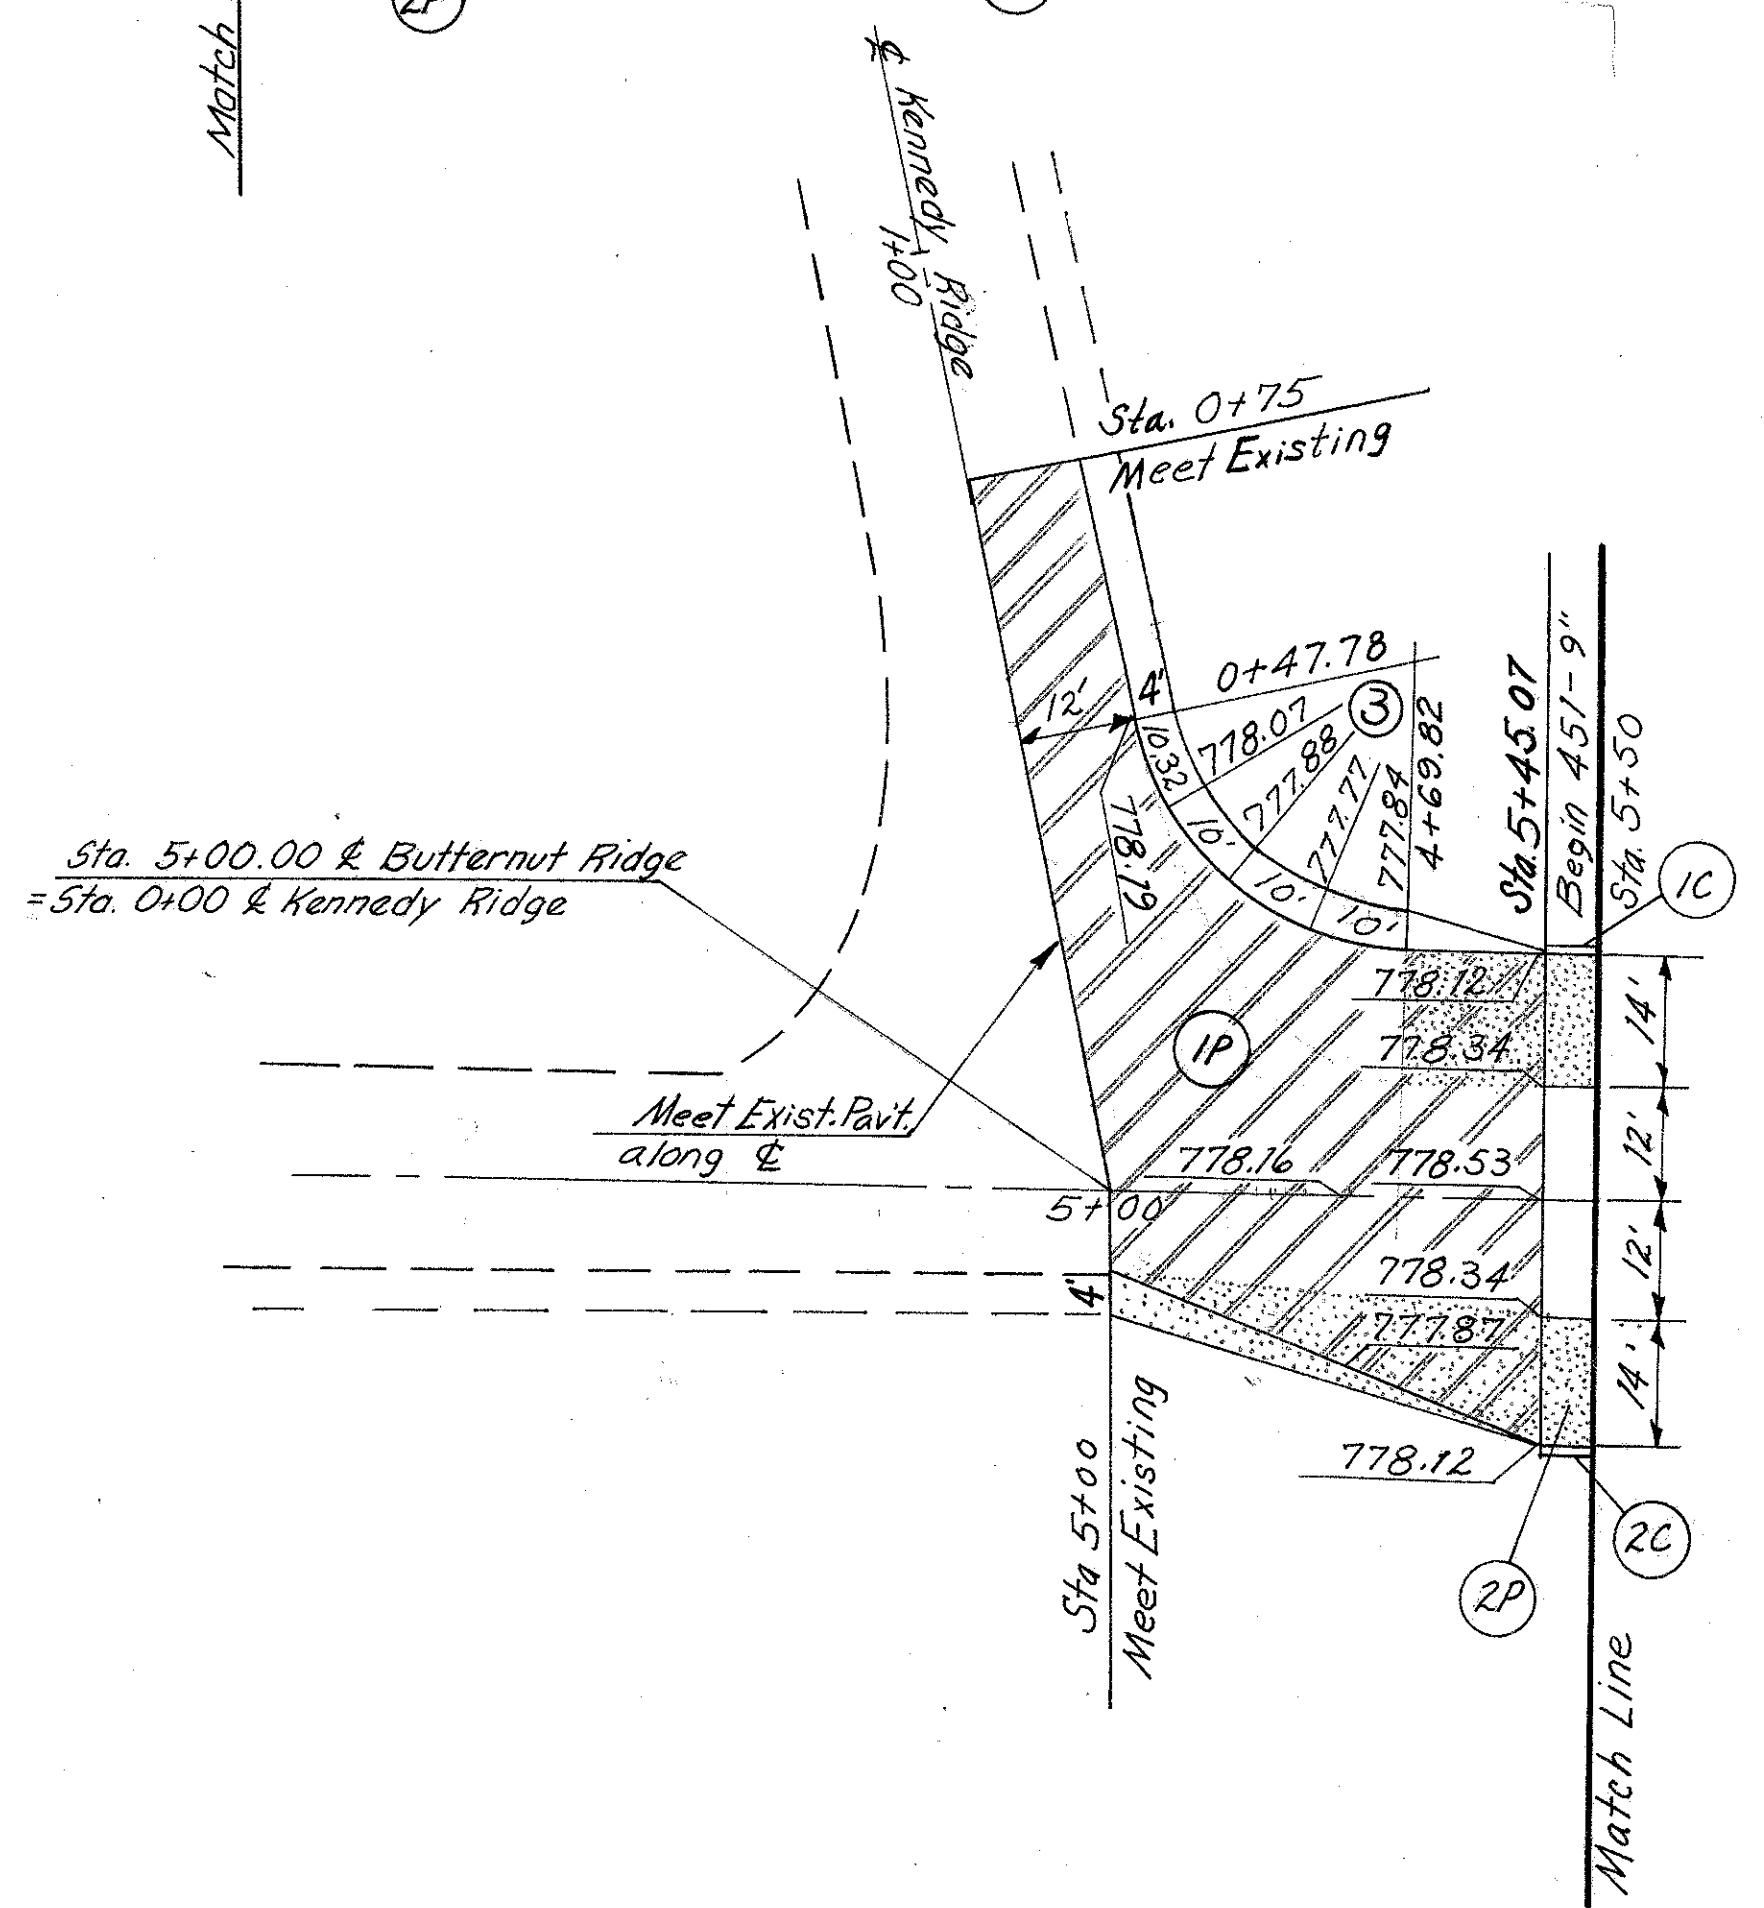 Match
2P
℄ Kennedy Ridge
1+00
Sta. 0+75
Meet Existing
0+47.78
4'
12'
3
10.32
778.07
10'
777.88
10'
777.77
10'
777.84
4+69.82
778.19
Sta. 5+45.07
Begin 451-9"
Sta. 5+50
1C
Sta. 5+00.00 ℄ Butternut Ridge
=Sta. 0+00 ℄ Kennedy Ridge
778.12
14'
1P
778.34
Meet Exist. Pav't.
along ℄
12'
778.16
778.53
5+00
12'
778.34
4'
777.87
14'
778.12
Sta 5+00
Meet Existing
2C
2P
Match Line